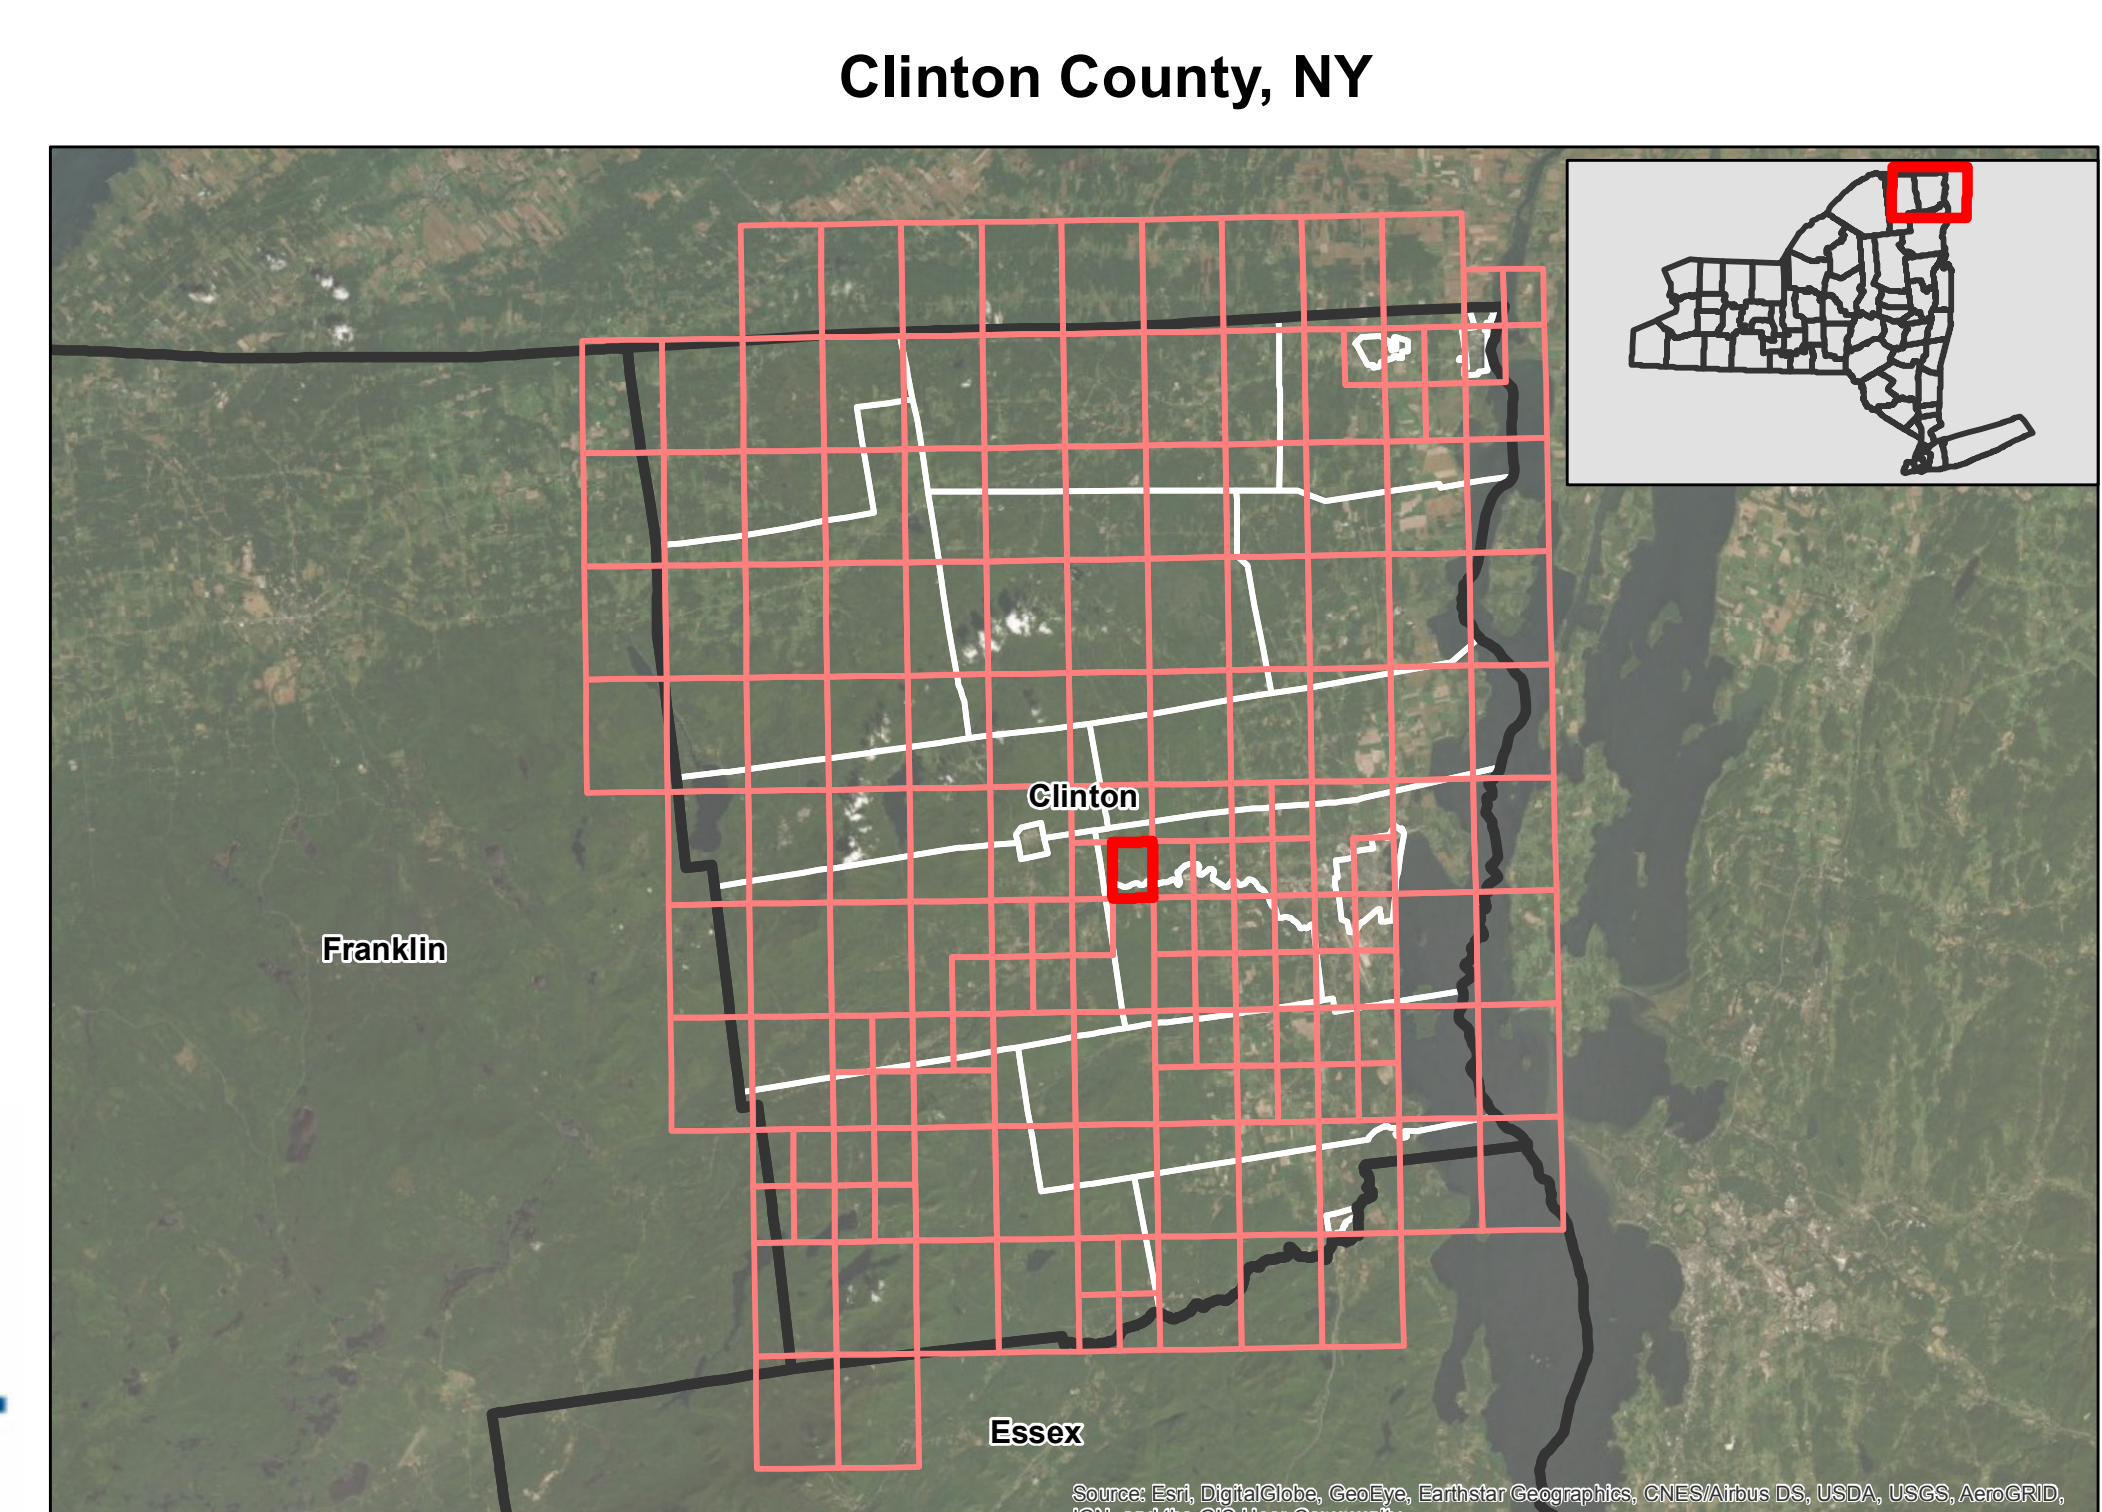 Clinton County, NY
Clinton
Franklin
Essex
Source: Esri, DigitalGlobe, GeoEye, Earthstar Geographics, CNES/Airbus DS, USDA, USGS, AeroGRID,